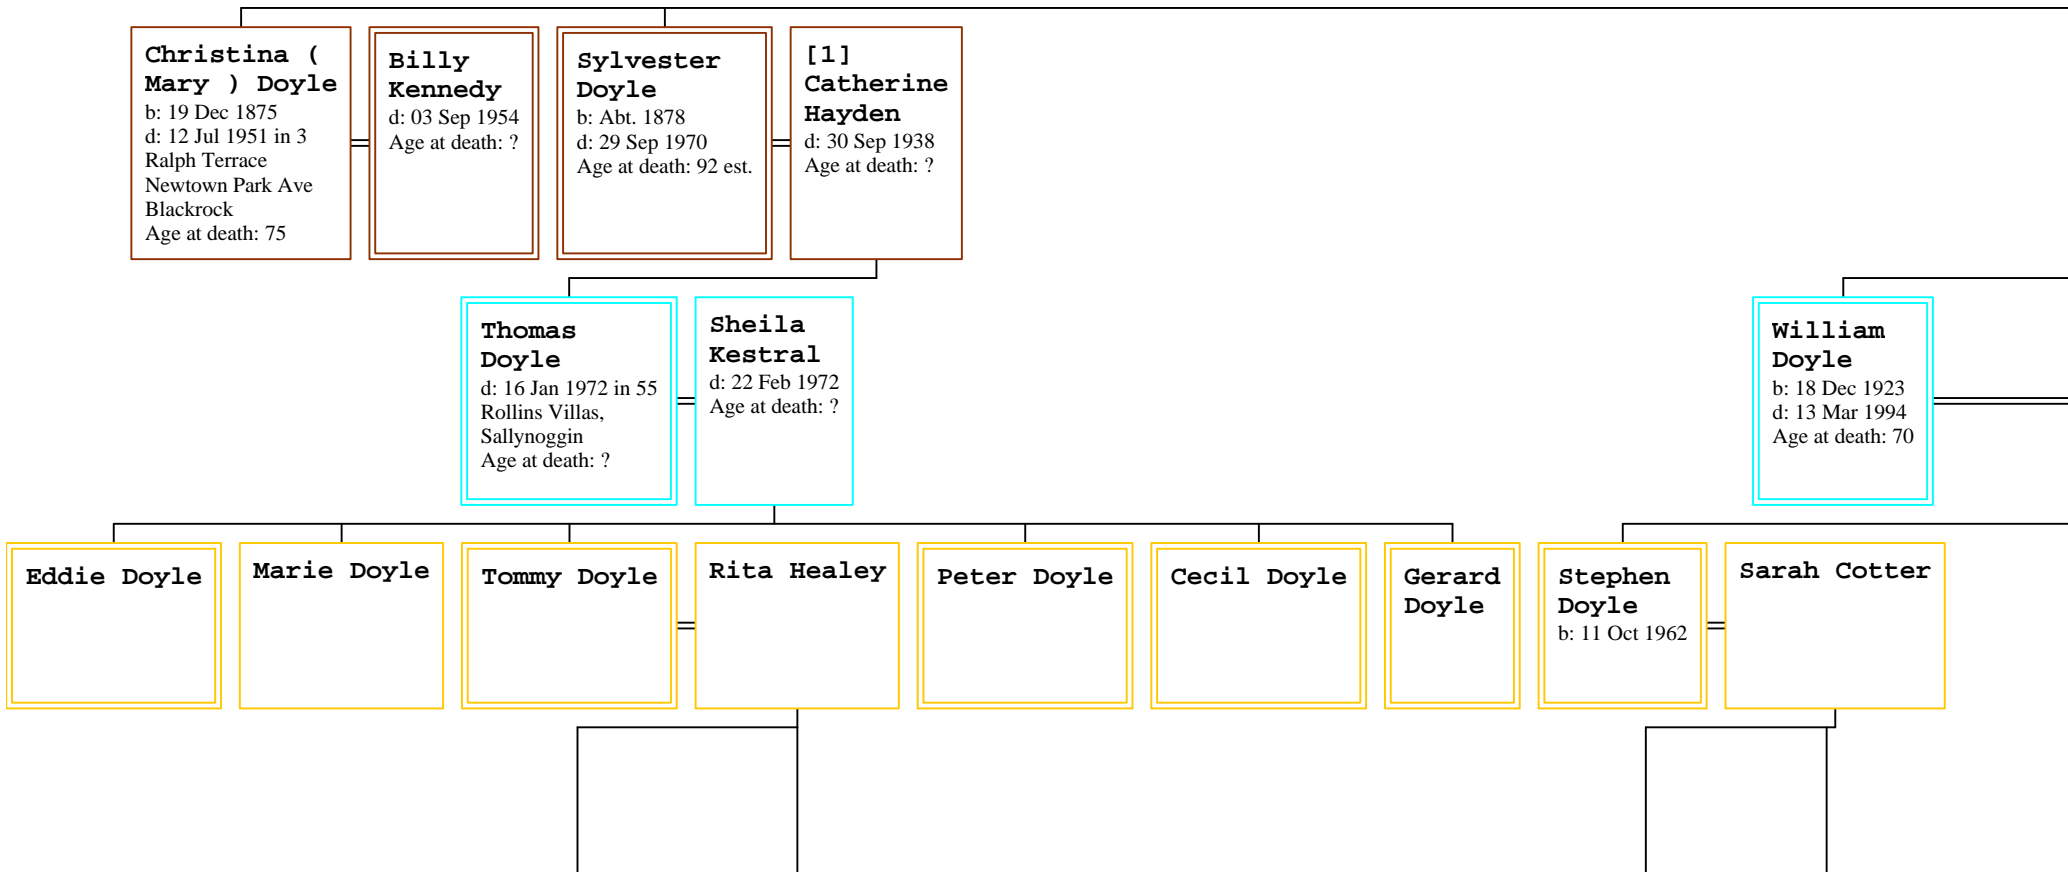 Christina (
Mary ) Doyle
b: 19 Dec 1875
d: 12 Jul 1951 in 3
Ralph Terrace
Newtown Park Ave
Blackrock
Age at death: 75
Billy
Kennedy
d: 03 Sep 1954
Age at death: ?
Sylvester
Doyle
b: Abt. 1878
d: 29 Sep 1970
Age at death: 92 est.
[1]
Catherine
Hayden
d: 30 Sep 1938
Age at death: ?
Thomas
Doyle
d: 16 Jan 1972 in 55
Rollins Villas,
Sallynoggin
Age at death: ?
Sheila
Kestral
d: 22 Feb 1972
Age at death: ?
William
Doyle
b: 18 Dec 1923
d: 13 Mar 1994
Age at death: 70
Eddie Doyle
Marie Doyle
Tommy Doyle
Rita Healey
Peter Doyle
Cecil Doyle
Gerard
Doyle
Stephen
Doyle
b: 11 Oct 1962
Sarah Cotter